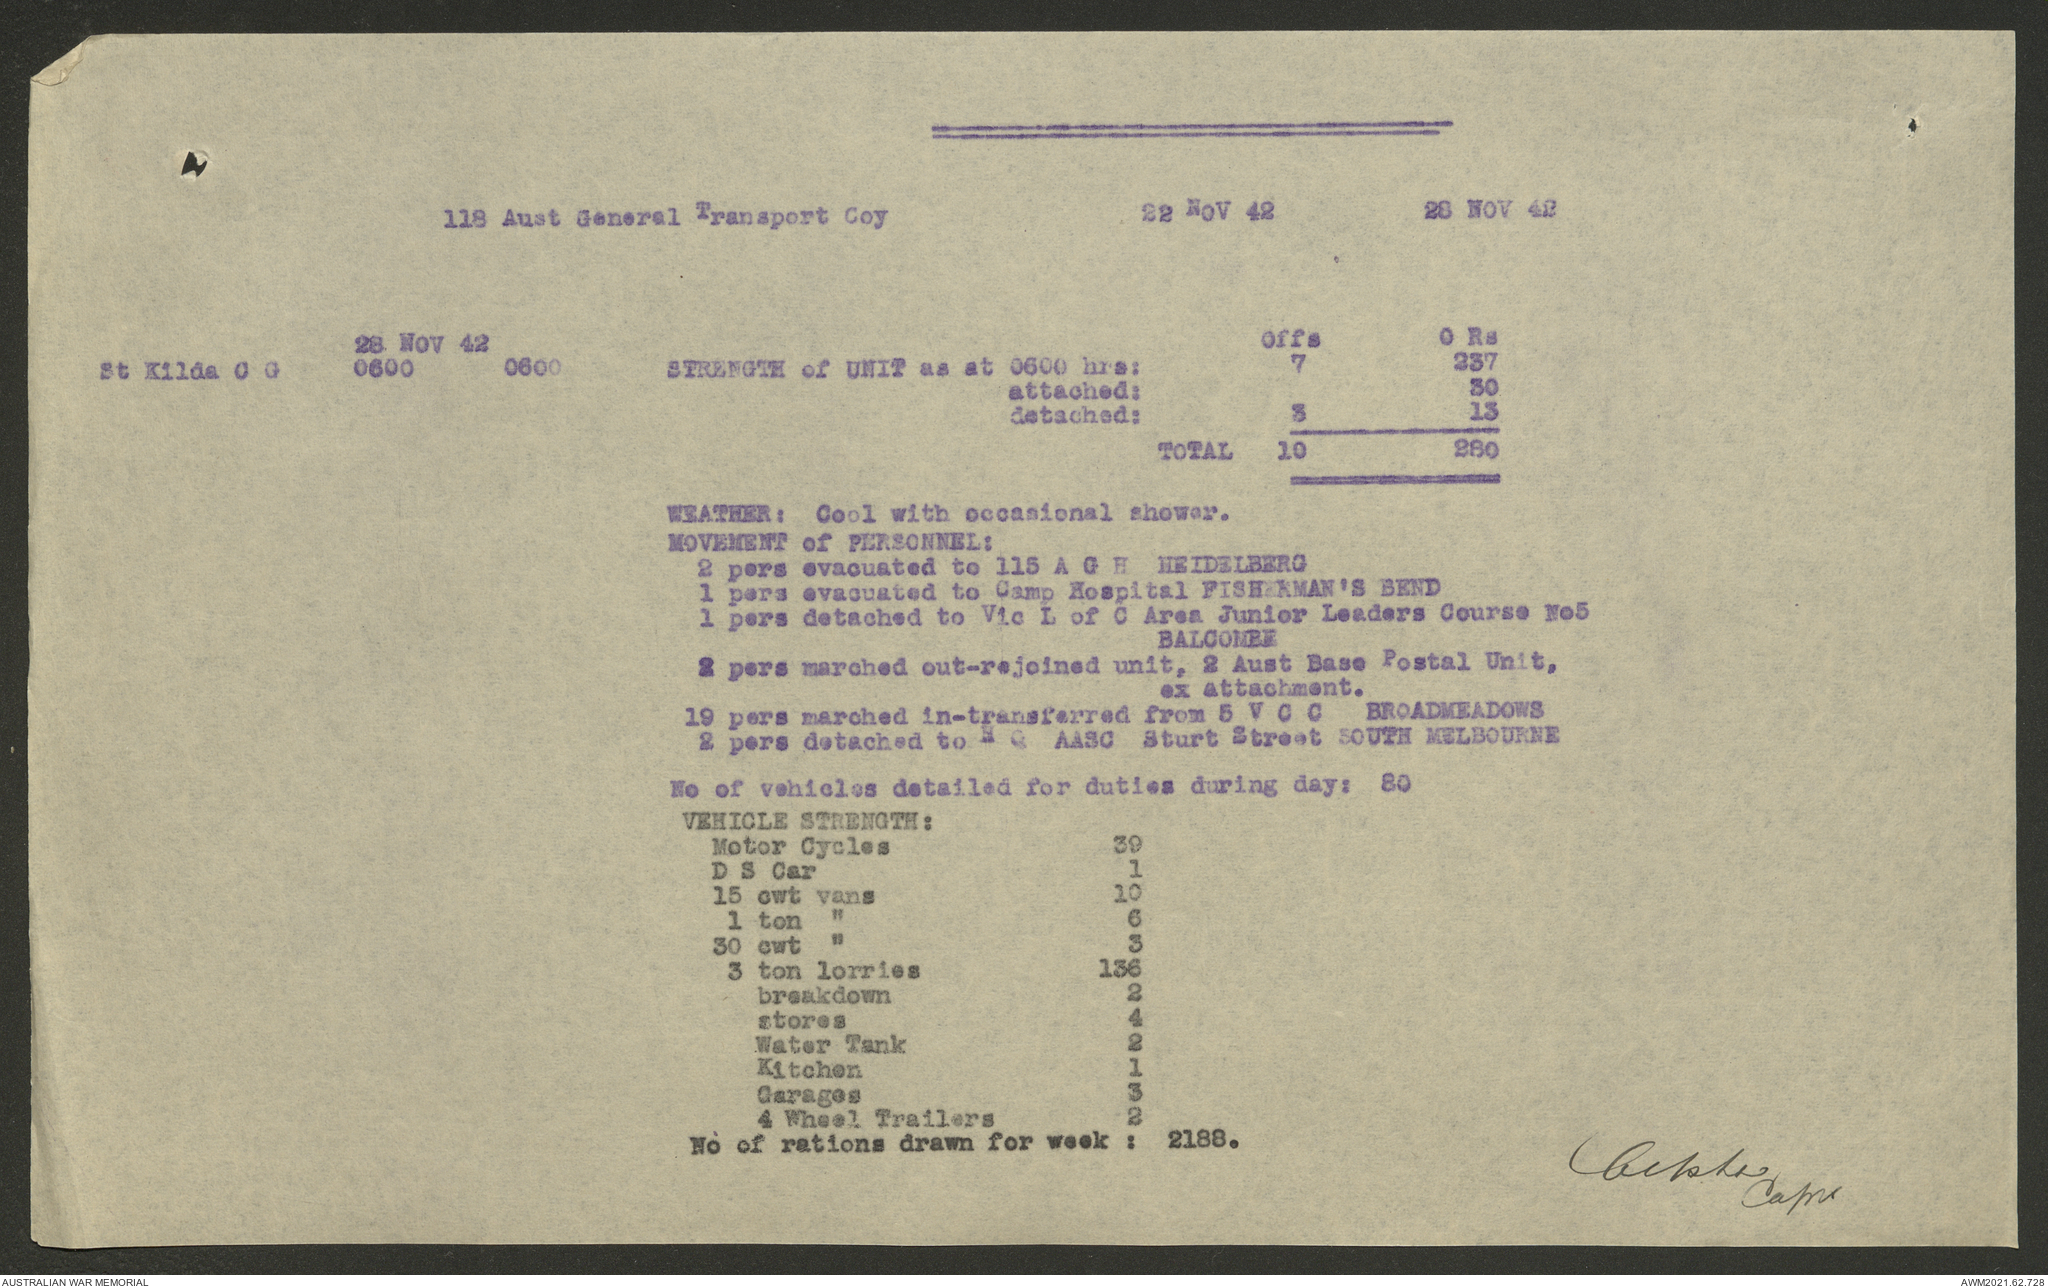 118 Aust General Transport Coy 22 NOV 42 28 NOV 42
Offs O Rs
28 NOV 42
St Kilda C G 0600 0600 STRENGTH of UNIT as at 0600 hrs: 7 237
attached: 30
detached: 3 13
TOTAL 10 280
WEATHER: Cool with occasional shower.
MOVEMENT of PERSONNEL:
2 pers evacuated to 115 A G H HEIDELBERG
1 pers evacuated to Camp Hospital FISHERMAN'S BEND
1 pers detached to Vic L of C Area Junior Leaders Course No5
BALCOMBE
2 pers marched out-rejoined unit, 2 Aust Base Postal Unit,
ex attachment.
19 pers marched in-transferred from 5 V C C BROADMEADOWS
2 pers detached to H Q AASC Sturt Street SOUTH MELBOURNE
No of vehicles detailed for duties during day: 80
VEHICLE STRENGTH:
Motor Cycles 39
D S Car 1
15 cwt vans 10
1 ton " 6
30 cwt " 3
3 ton lorries 136
breakdown 2
stores 4
Water Tank 2
Kitchen 1
Garages 3
4 Wheel Trailers 2
No of rations drawn for week : 2188.
Capt
AUSTRALIAN WAR MEMORIAL AWM2021.62.728